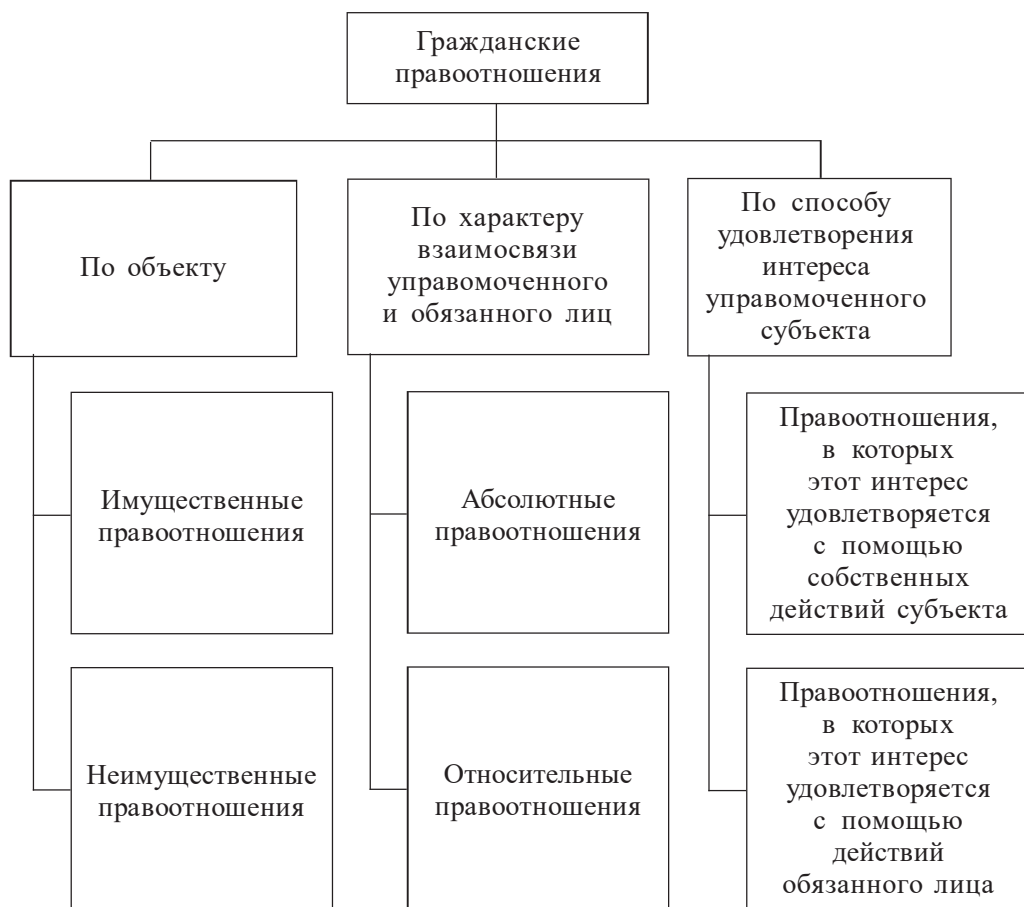 Гражданские
правоотношения
По объекту
По характеру
взаимосвязи
управомоченного
и обязанного лиц
По способу
удовлетворения
интереса
управомоченного
субъекта
Имущественные
правоотношения
Абсолютные
правоотношения
Правоотношения,
в которых
этот интерес
удовлетворяется
с помощью
собственных
действий субъекта
Неимущественные
правоотношения
Относительные
правоотношения
Правоотношения,
в которых
этот интерес
удовлетворяется
с помощью
действий
обязанного лица